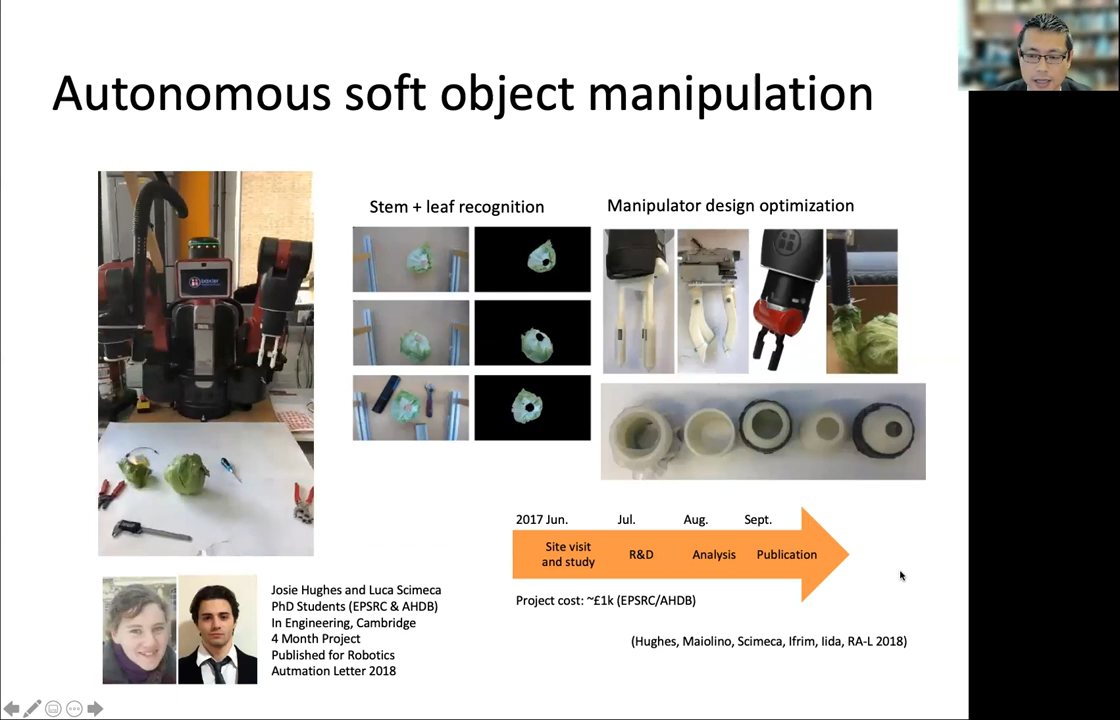 Autonomous soft object manipulation
Stem + leaf recognition
Manipulator design optimization
2017 Jun.
Jul.
Aug.
Sept.
Site visit
and study
R&D
Analysis
Publication
Project cost: ~£1k (EPSRC/AHDB)
(Hughes, Maiolino, Scimeca, Ifrim, Iida, RA-L 2018)
Josie Hughes and Luca Scimeca
PhD Students (EPSRC & AHDB)
In Engineering, Cambridge
4 Month Project
Published for Robotics
Autmation Letter 2018